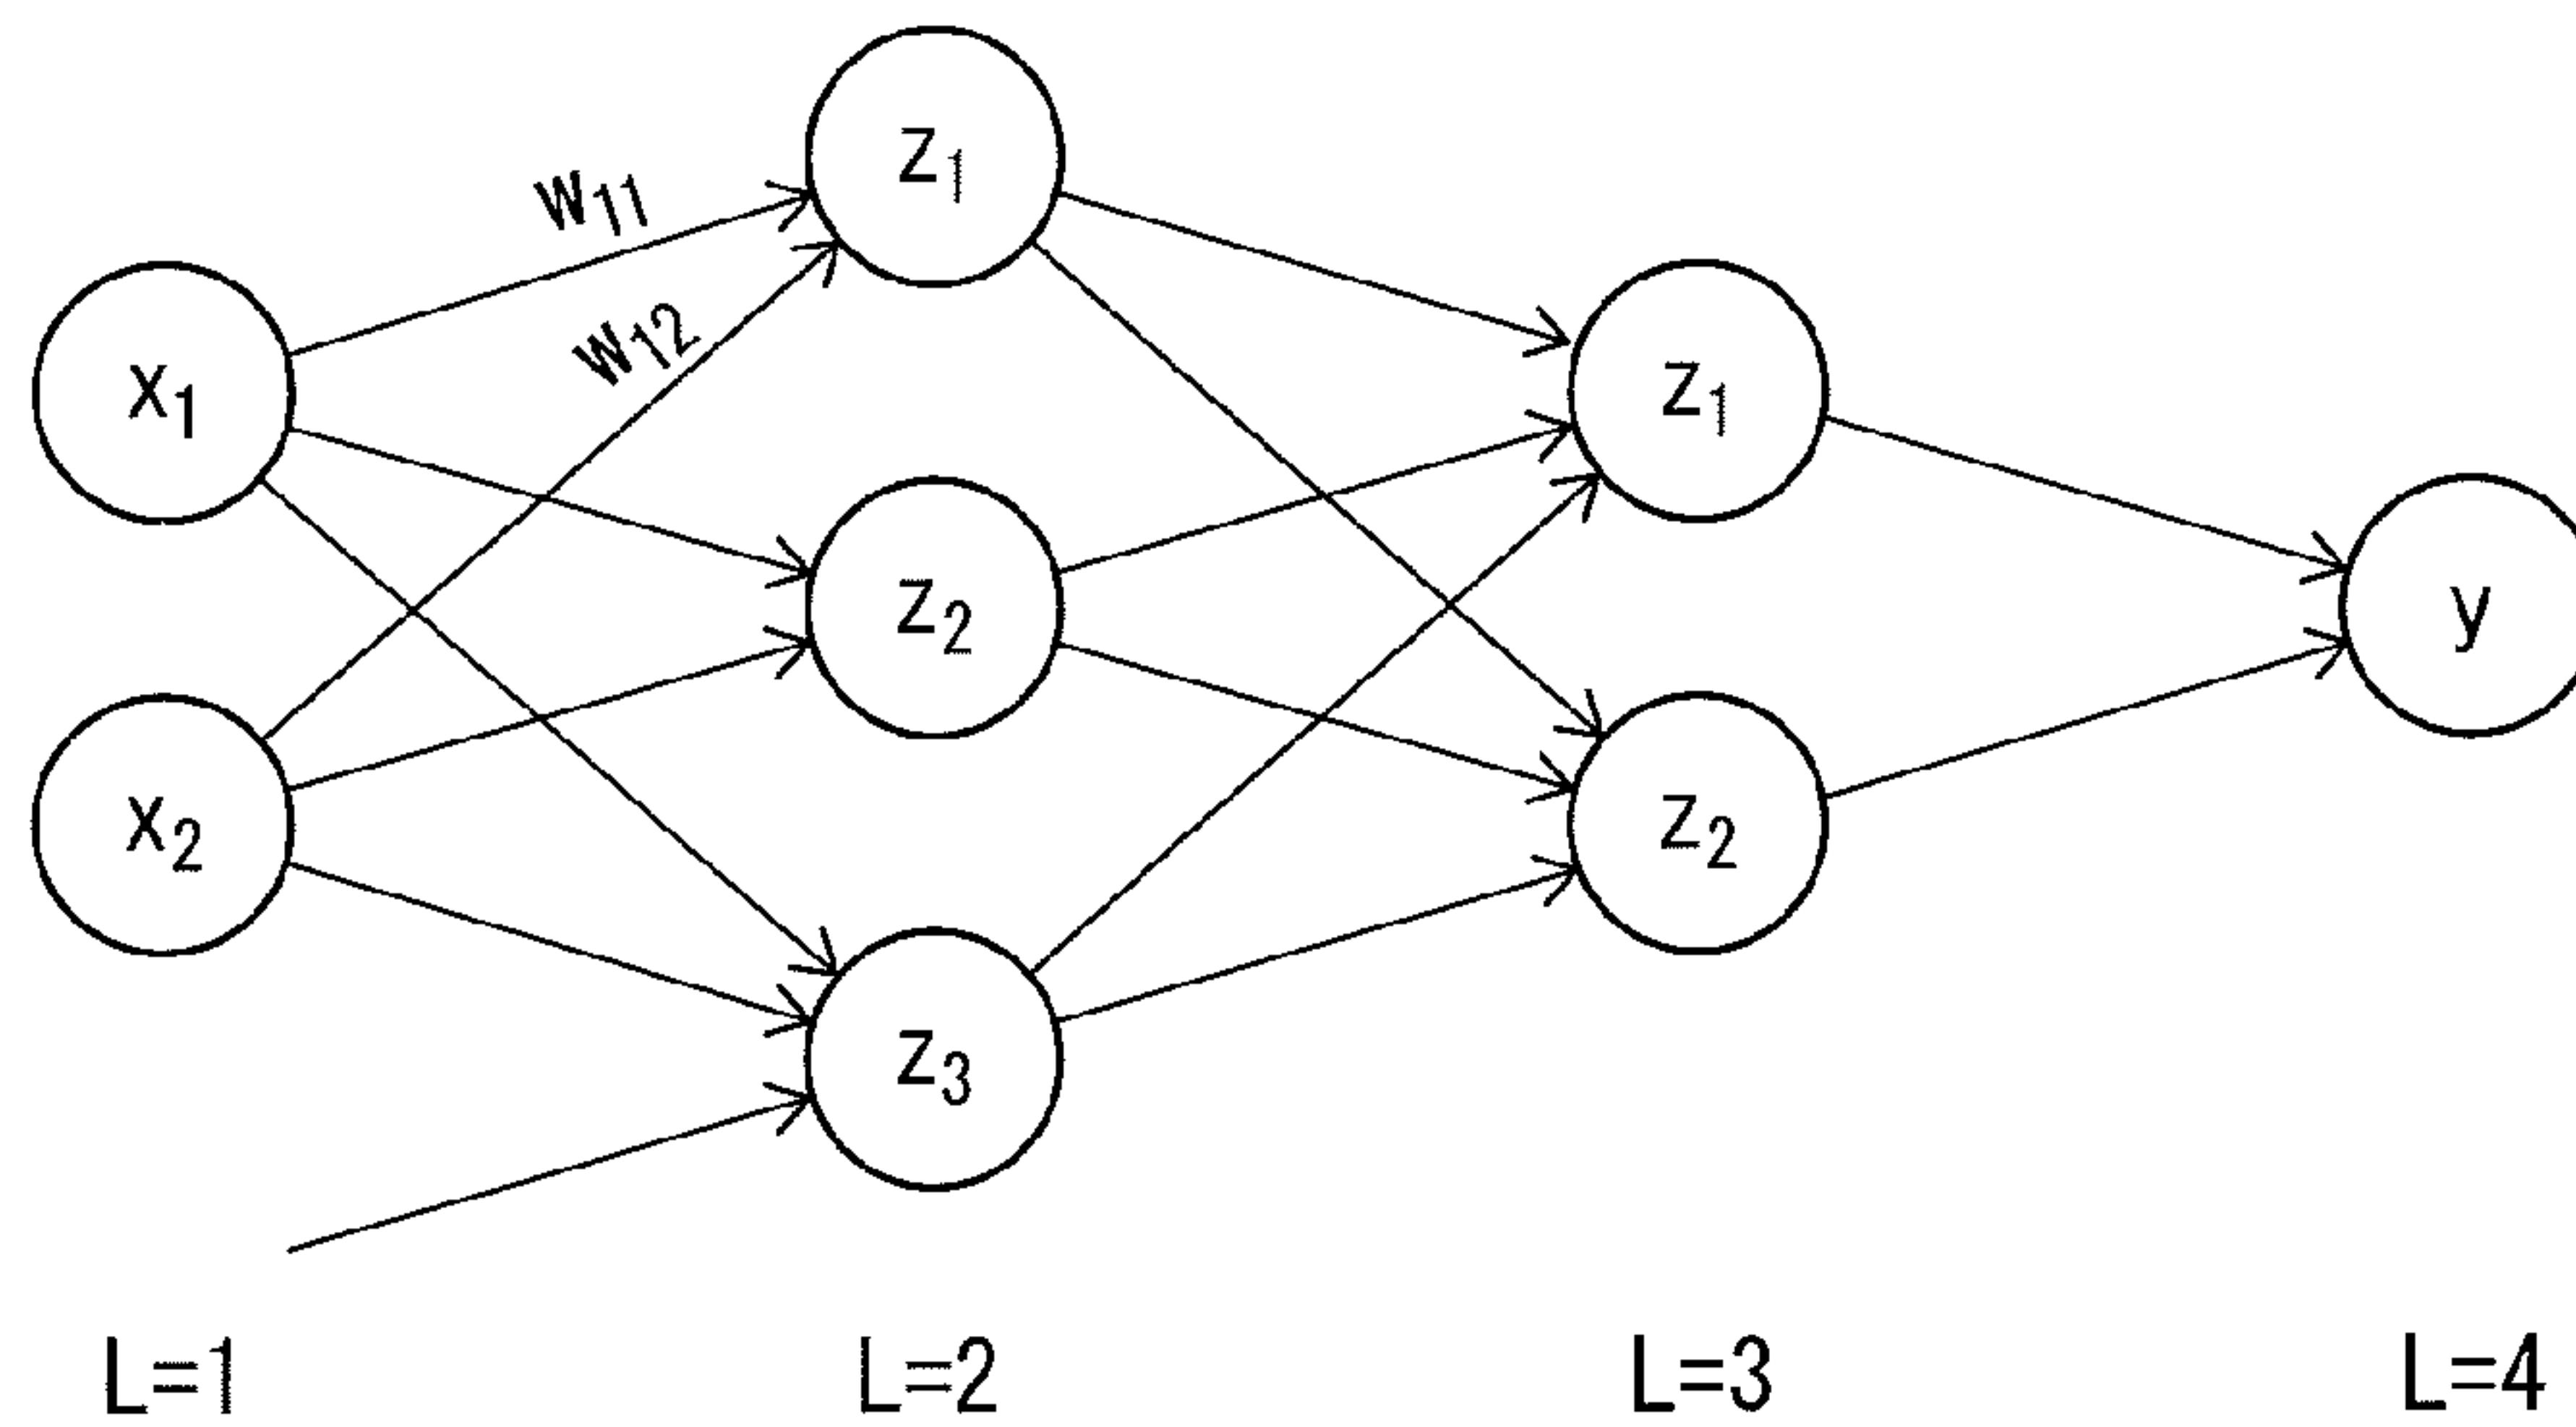 z₁
w₁₁
w₁₂
x₁
z₁
z₂
y
x₂
z₂
z₃
L=1 L=2 L=3 L=4